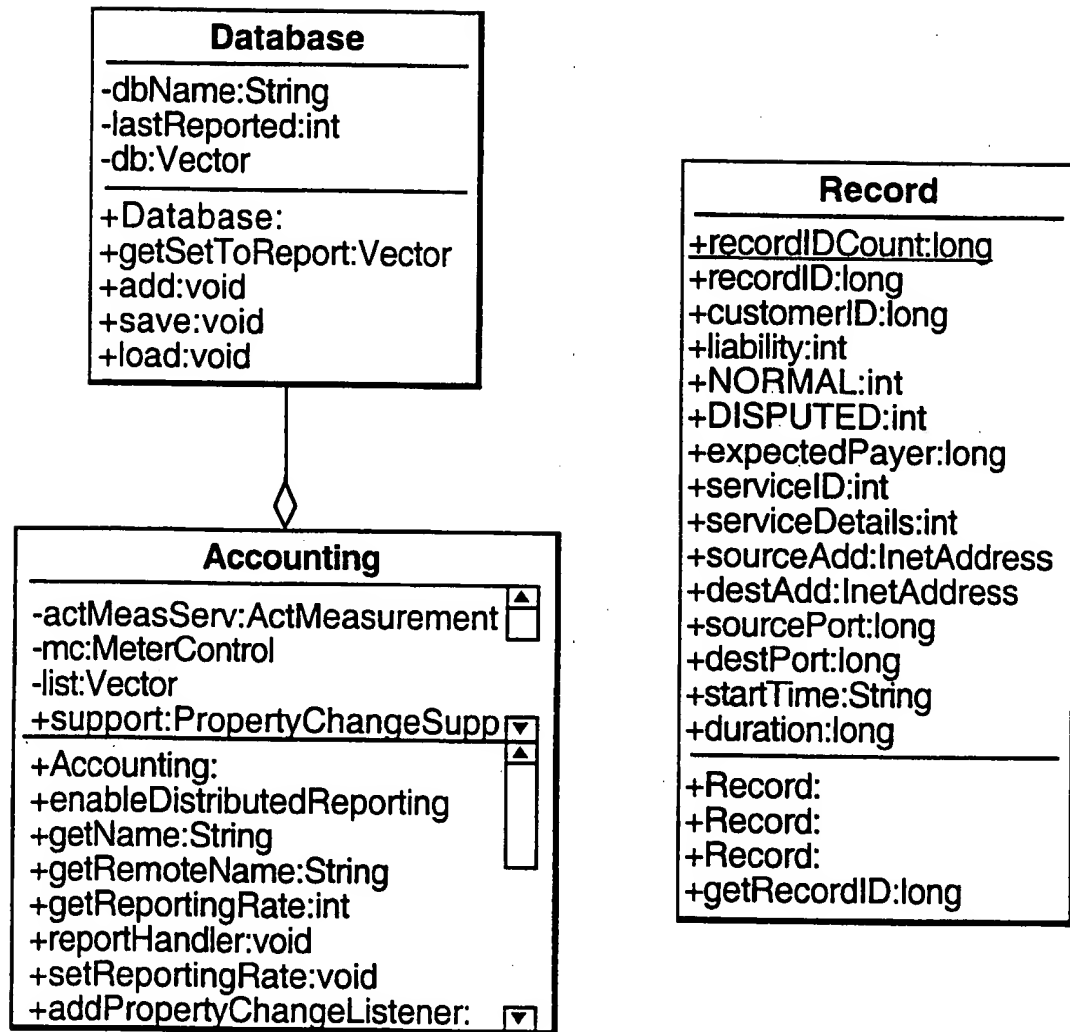 Database
-dbName:String
-lastReported:int
-db:Vector
+Database:
+getSetToReport:Vector
+add:void
+save:void
+load:void
Accounting
-actMeasServ:ActMeasurement
-mc:MeterControl
-list:Vector
+support:PropertyChangeSupp
+Accounting:
+enableDistributedReporting
+getName:String
+getRemoteName:String
+getReportingRate:int
+reportHandler:void
+setReportingRate:void
+addPropertyChangeListener:
Record
+recordIDCount:long
+recordID:long
+customerID:long
+liability:int
+NORMAL:int
+DISPUTED:int
+expectedPayer:long
+serviceID:int
+serviceDetails:int
+sourceAdd:InetAddress
+destAdd:InetAddress
+sourcePort:long
+destPort:long
+startTime:String
+duration:long
+Record:
+Record:
+Record:
+getRecordID:long